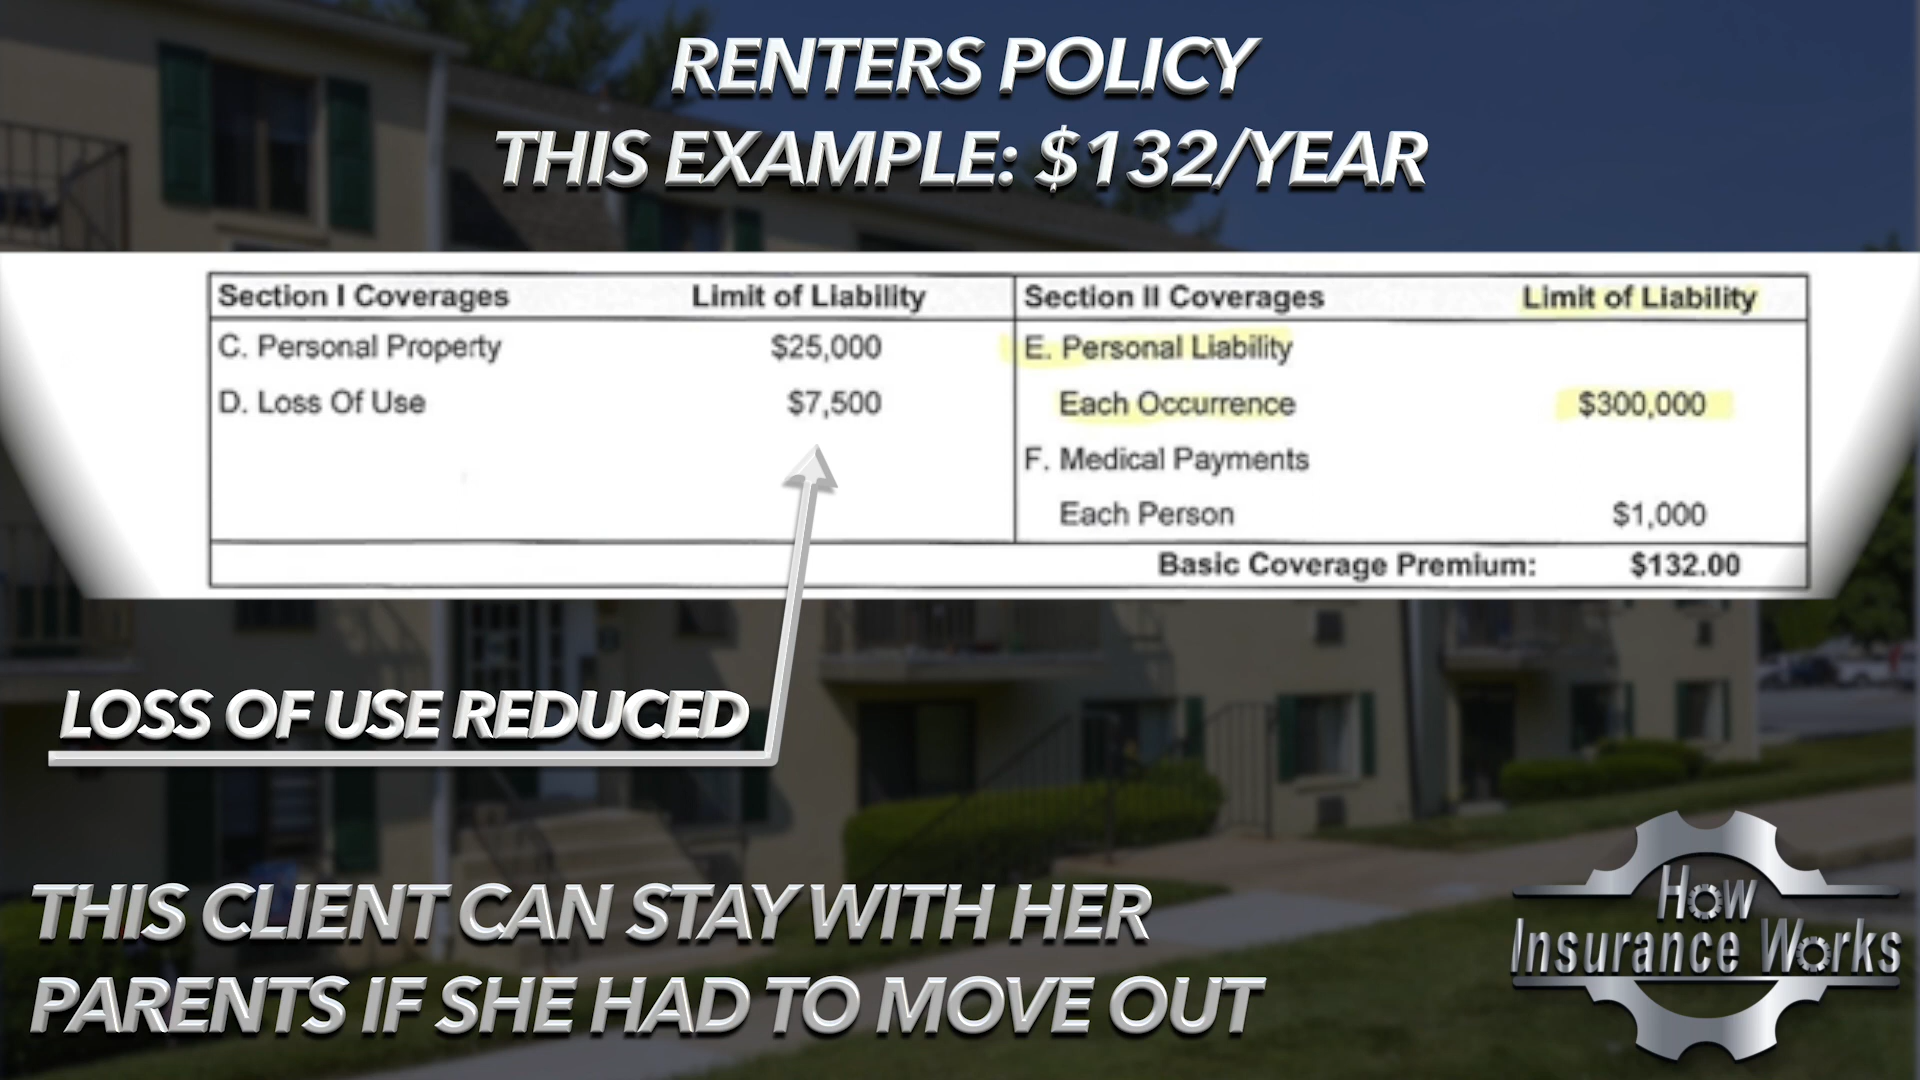 RENTERS POLICY
THIS EXAMPLE: $132/YEAR
Section I Coverages Limit of Liability Section II Coverages Limit of Liability
C. Personal Property $25,000 E. Personal Liability
D. Loss Of Use $7,500 Each Occurrence $300,000
F. Medical Payments
Each Person $1,000
Basic Coverage Premium: $132.00
LOSS OF USE REDUCED
THIS CLIENT CAN STAY WITH HER
PARENTS IF SHE HAD TO MOVE OUT
How
Insurance Works